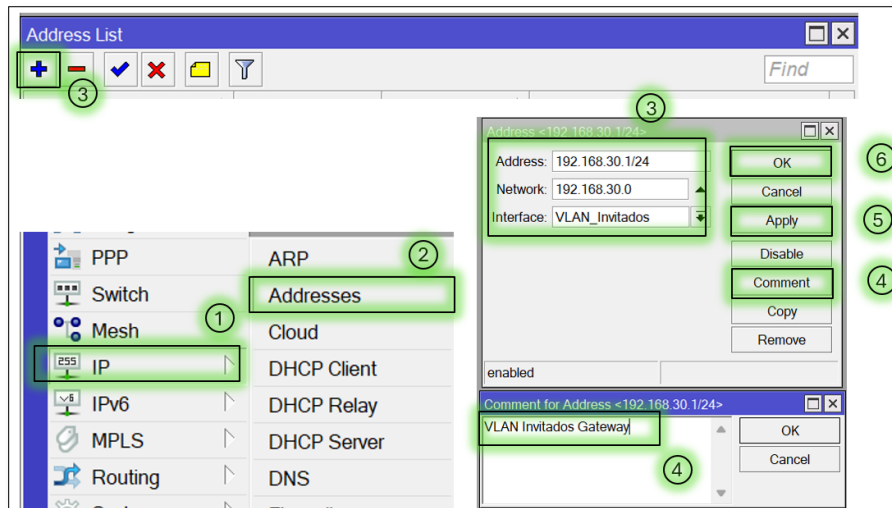 Address List
Find
3
3
Address <192.168.30.1/24>
Address: 192.168.30.1/24
Network: 192.168.30.0
Interface: VLAN_Invitados
OK
6
Cancel
Apply
5
Disable
Comment
4
Copy
Remove
enabled
PPP
Switch
Mesh
1
255
IP
v6
IPv6
MPLS
Routing
ARP
2
Addresses
Cloud
DHCP Client
DHCP Relay
DHCP Server
DNS
Comment for Address <192.168.30.1/24>
VLAN Invitados Gateway
4
OK
Cancel